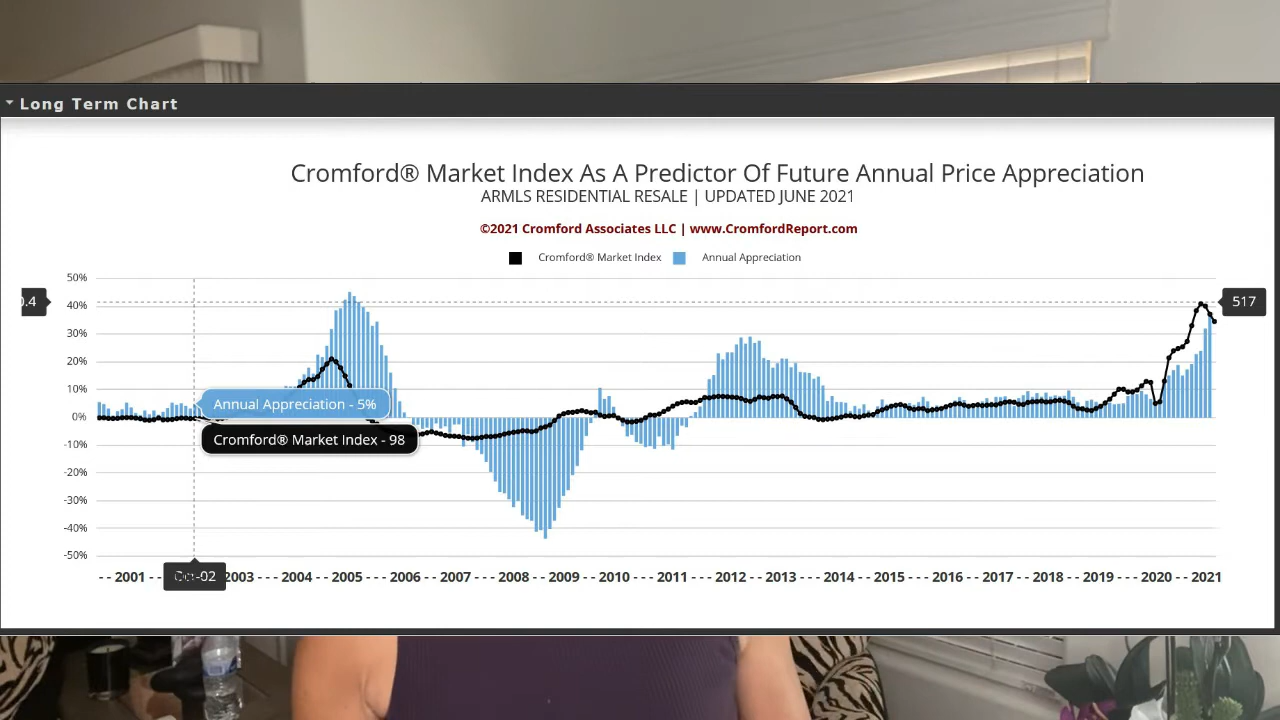 Long Term Chart
Cromford® Market Index As A Predictor Of Future Annual Price Appreciation
ARMLS RESIDENTIAL RESALE | UPDATED JUNE 2021
©2021 Cromford Associates LLC | www.CromfordReport.com
Cromford® Market Index Annual Appreciation
50%
40%
30%
20%
10%
0%
-10%
-20%
-30%
-40%
-50%
0.4
517
Annual Appreciation - 5%
Cromford® Market Index - 98
- - 2001 - - -02 2003 - - - 2004 - - 2005 - - - 2006 - - 2007 - - - 2008 - - - 2009 - - 2010 - - - 2011 - - - 2012 - - 2013 - - - 2014 - - 2015 - - - 2016 - - 2017 - - - 2018 - - 2019 - - - 2020 - - 2021